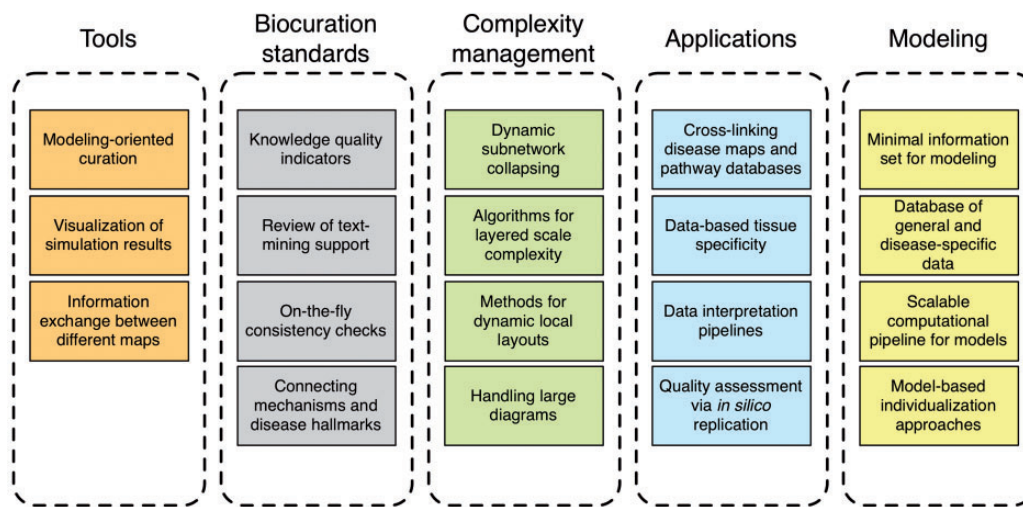 Tools
Biocuration
standards
Complexity
management
Applications
Modeling
Modeling-oriented
curation
Visualization of
simulation results
Information
exchange between
different maps
Knowledge quality
indicators
Review of text-
mining support
On-the-fly
consistency checks
Connecting
mechanisms and
disease hallmarks
Dynamic
subnetwork
collapsing
Algorithms for
layered scale
complexity
Methods for
dynamic local
layouts
Handling large
diagrams
Cross-linking
disease maps and
pathway databases
Data-based tissue
specificity
Data interpretation
pipelines
Quality assessment
via in silico
replication
Minimal information
set for modeling
Database of
general and
disease-specific
data
Scalable
computational
pipeline for models
Model-based
individualization
approaches